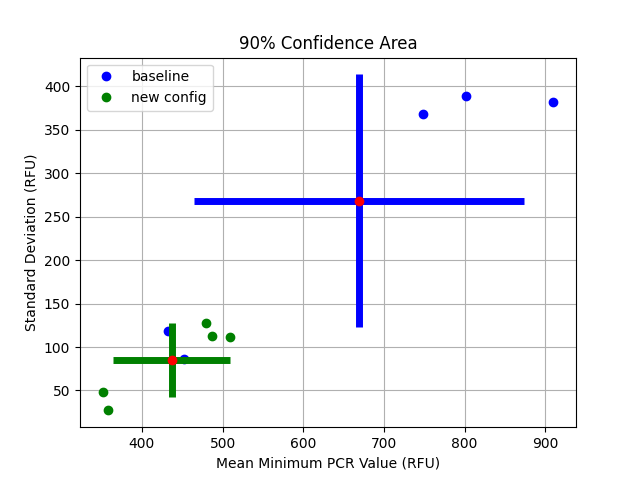 90% Confidence Area
baseline
new config
Standard Deviation (RFU)
400
350
300
250
200
150
100
50
400 500 600 700 800 900
Mean Minimum PCR Value (RFU)